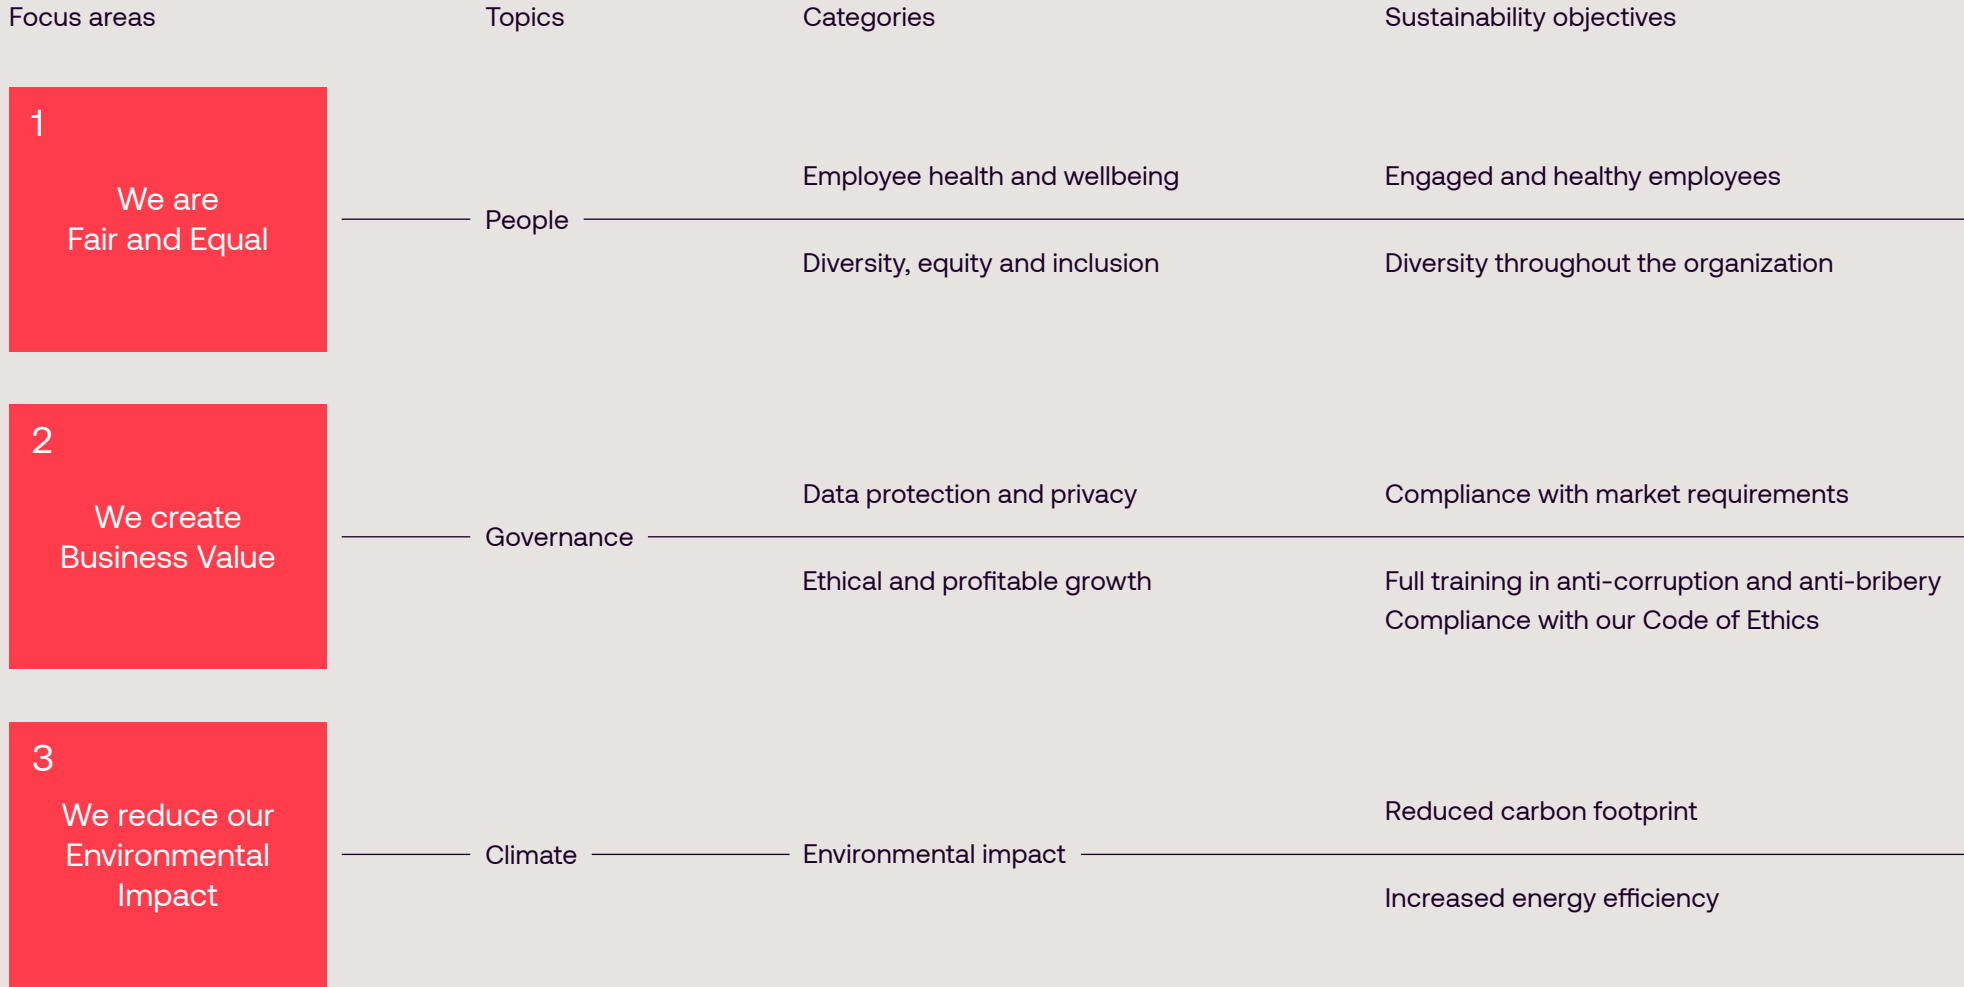 Focus areas
Topics
Categories
Sustainability objectives
1
We are
Fair and Equal
People
Employee health and wellbeing
Engaged and healthy employees
Diversity, equity and inclusion
Diversity throughout the organization
2
We create
Business Value
Governance
Data protection and privacy
Compliance with market requirements
Ethical and profitable growth
Full training in anti-corruption and anti-bribery
Compliance with our Code of Ethics
3
We reduce our
Environmental
Impact
Climate
Environmental impact
Reduced carbon footprint
Increased energy efficiency